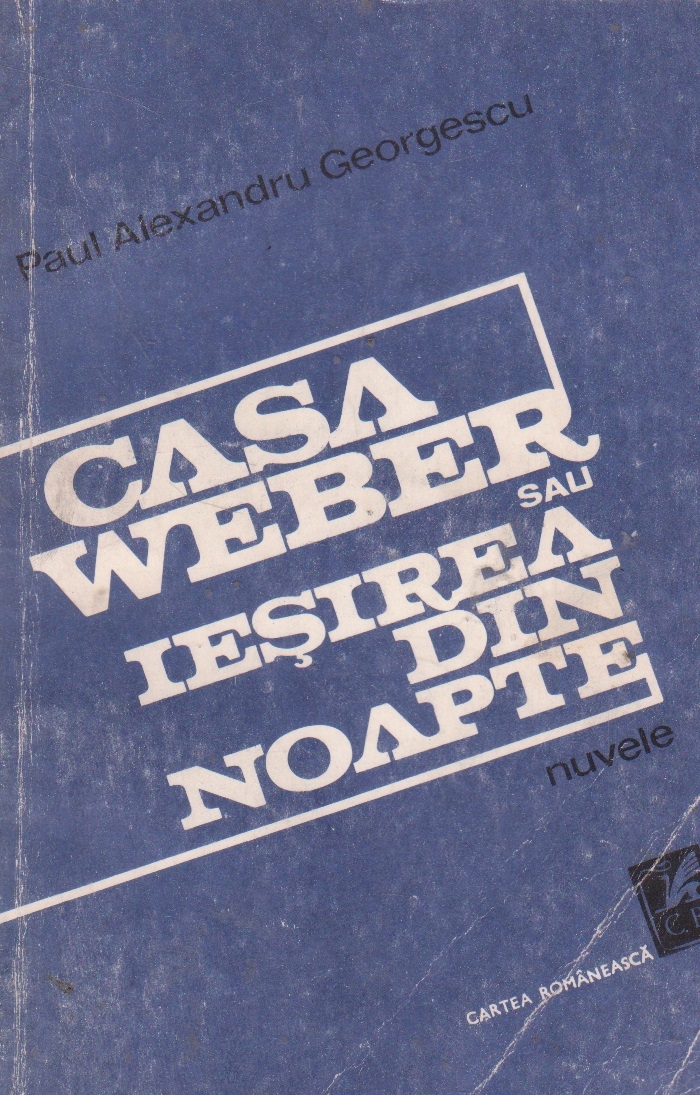 Paul Alexandru Georgescu
CASA
WEBER
SAU
IEŞIREA
DIN
NOAPTE
nuvele
CARTEA ROMÂNEASCĂ